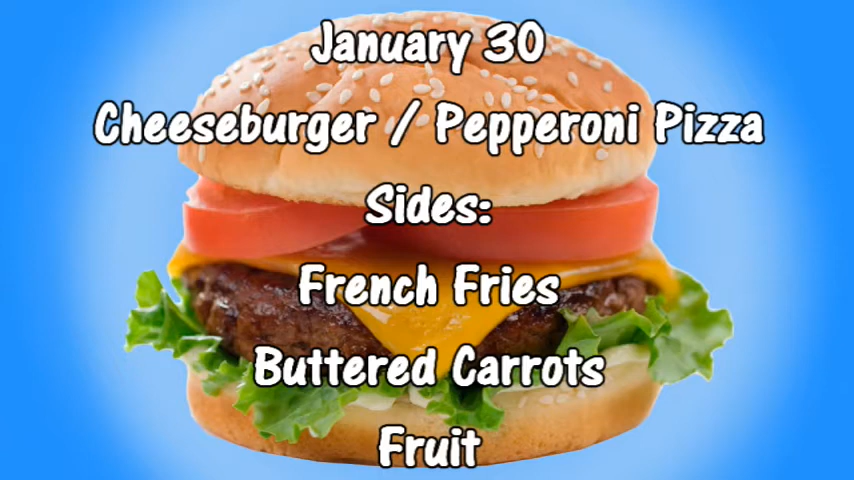 January 30
Cheeseburger / Pepperoni Pizza
Sides:
French Fries
Buttered Carrots
Fruit